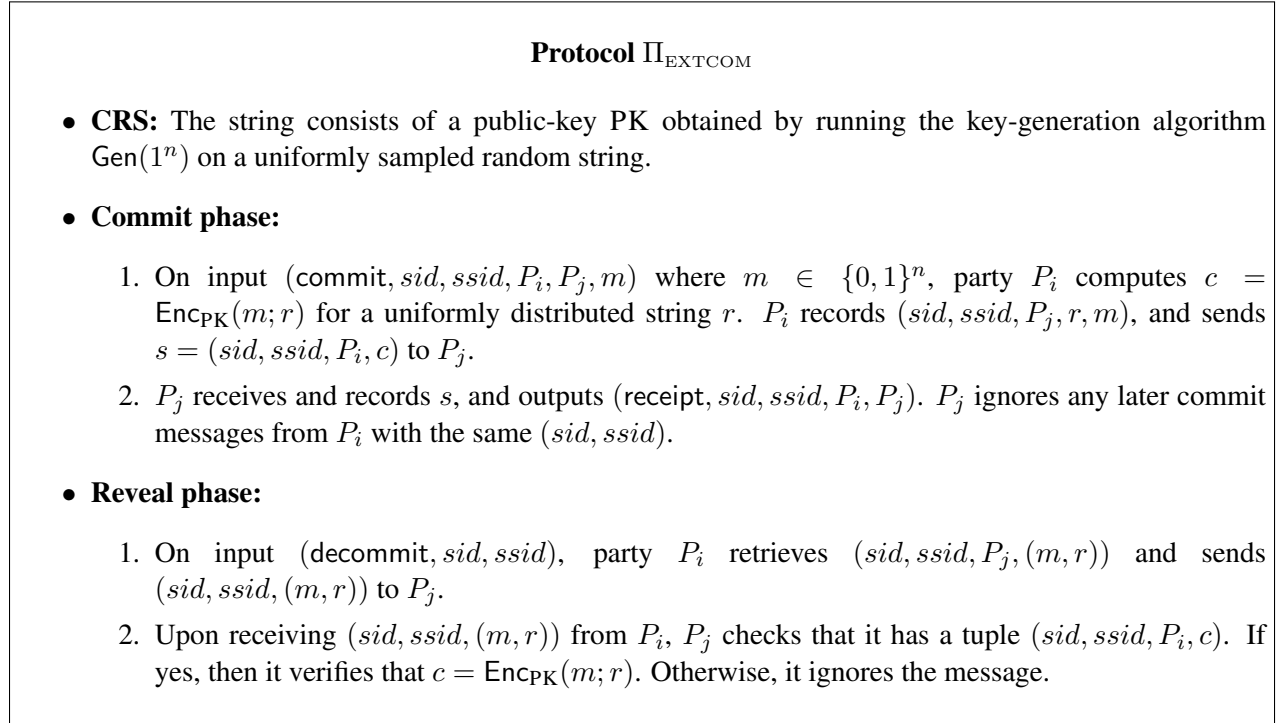 Protocol Π_EXTCOM
• CRS: The string consists of a public-key PK obtained by running the key-generation algorithm
Gen(1^n) on a uniformly sampled random string.
• Commit phase:
1. On input (commit, sid, ssid, P_i, P_j, m) where m ∈ {0, 1}^n, party P_i computes c =
Enc_PK(m; r) for a uniformly distributed string r. P_i records (sid, ssid, P_j, r, m), and sends
s = (sid, ssid, P_i, c) to P_j.
2. P_j receives and records s, and outputs (receipt, sid, ssid, P_i, P_j). P_j ignores any later commit
messages from P_i with the same (sid, ssid).
• Reveal phase:
1. On input (decommit, sid, ssid), party P_i retrieves (sid, ssid, P_j, (m, r)) and sends
(sid, ssid, (m, r)) to P_j.
2. Upon receiving (sid, ssid, (m, r)) from P_i, P_j checks that it has a tuple (sid, ssid, P_i, c). If
yes, then it verifies that c = Enc_PK(m; r). Otherwise, it ignores the message.